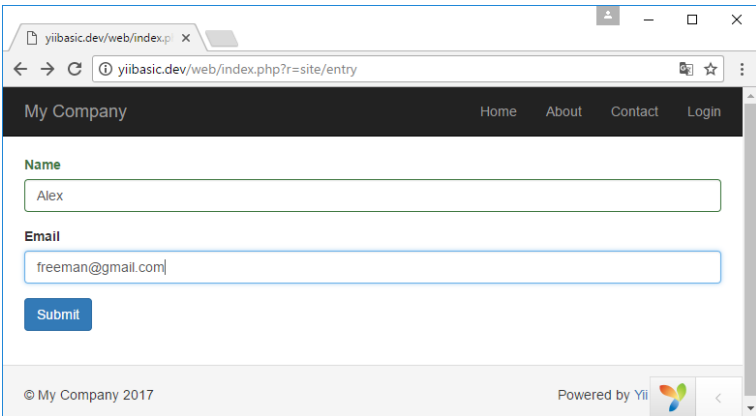 yiibasic.dev/web/index.p
yiibasic.dev/web/index.php?r=site/entry
My Company Home About Contact Login
Name
Alex
Email
freeman@gmail.com
Submit
© My Company 2017 Powered by Yii